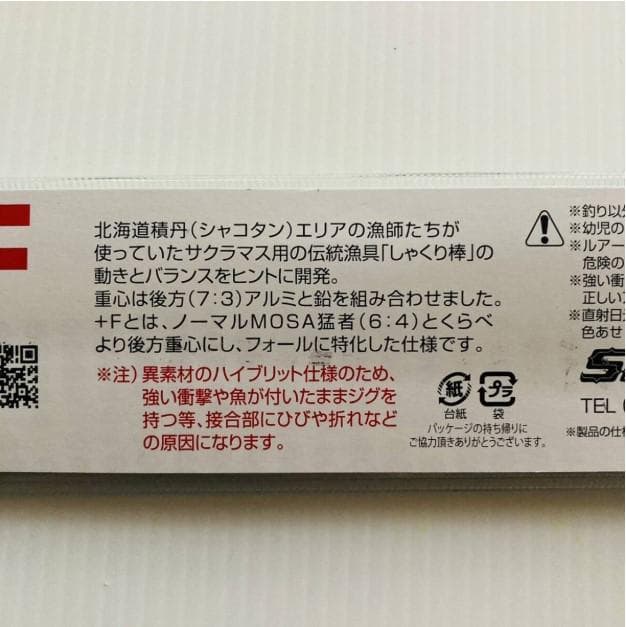 F
北海道積丹(シャコタン)エリアの漁師たちが
使っていたサクラマス用の伝統漁具「しゃくり棒」の
動きとバランスをヒントに開発。
重心は後方(7:3)アルミと鉛を組み合わせました。
+Fとは、ノーマルMOSA猛者(6:4)とくらべ
より後方重心にし、フォールに特化した仕様です。
※注)異素材のハイブリット仕様のため、
強い衝撃や魚が付いたままジグを
持つ等、接合部にひびや折れなど
の原因になります。
紙 プラ
台紙 袋
パッケージの持ち帰りに
ご協力頂きありがとうございます。
※釣り以外
※幼児の
※ルアー
危険の
※強い衝
正しい
※直射日
色あせ
TEL
※製品の仕様